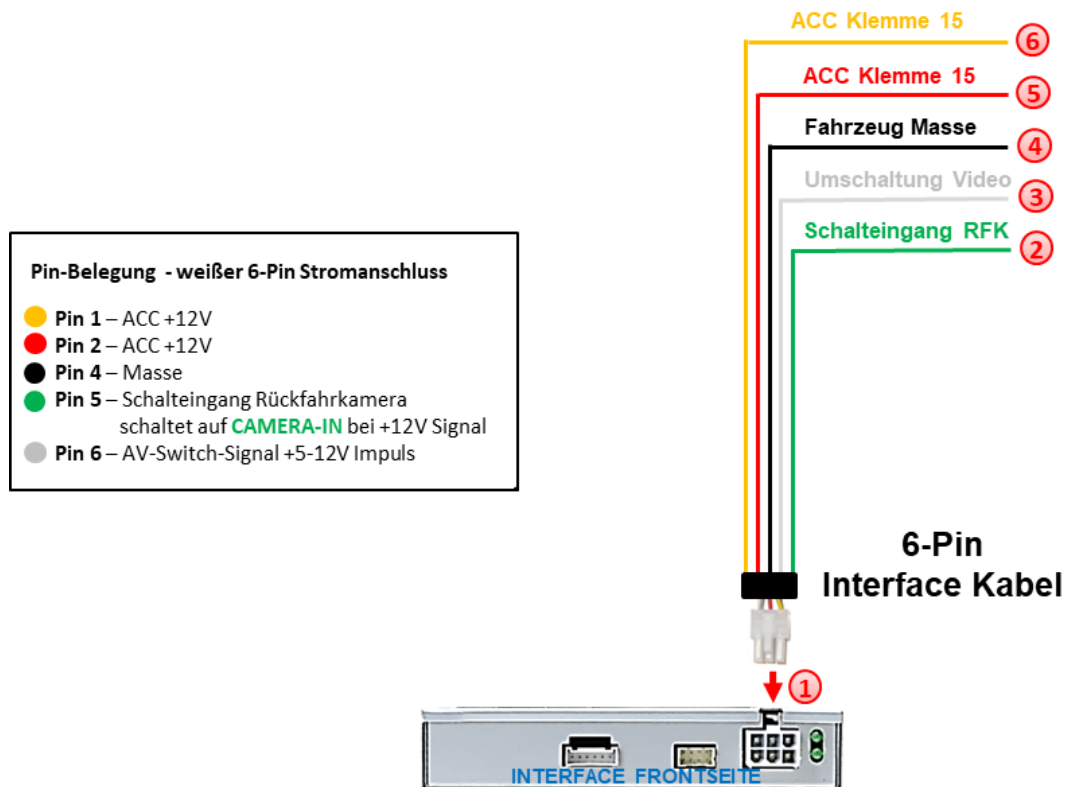 ACC Klemme 15
6
ACC Klemme 15
5
Fahrzeug Masse
4
Umschaltung Video
3
Schalteingang RFK
2
Pin-Belegung - weißer 6-Pin Stromanschluss
Pin 1 – ACC +12V
Pin 2 – ACC +12V
Pin 4 – Masse
Pin 5 – Schalteingang Rückfahrkamera
schaltet auf CAMERA-IN bei +12V Signal
Pin 6 – AV-Switch-Signal +5-12V Impuls
6-Pin
Interface Kabel
1
INTERFACE FRONTSEITE